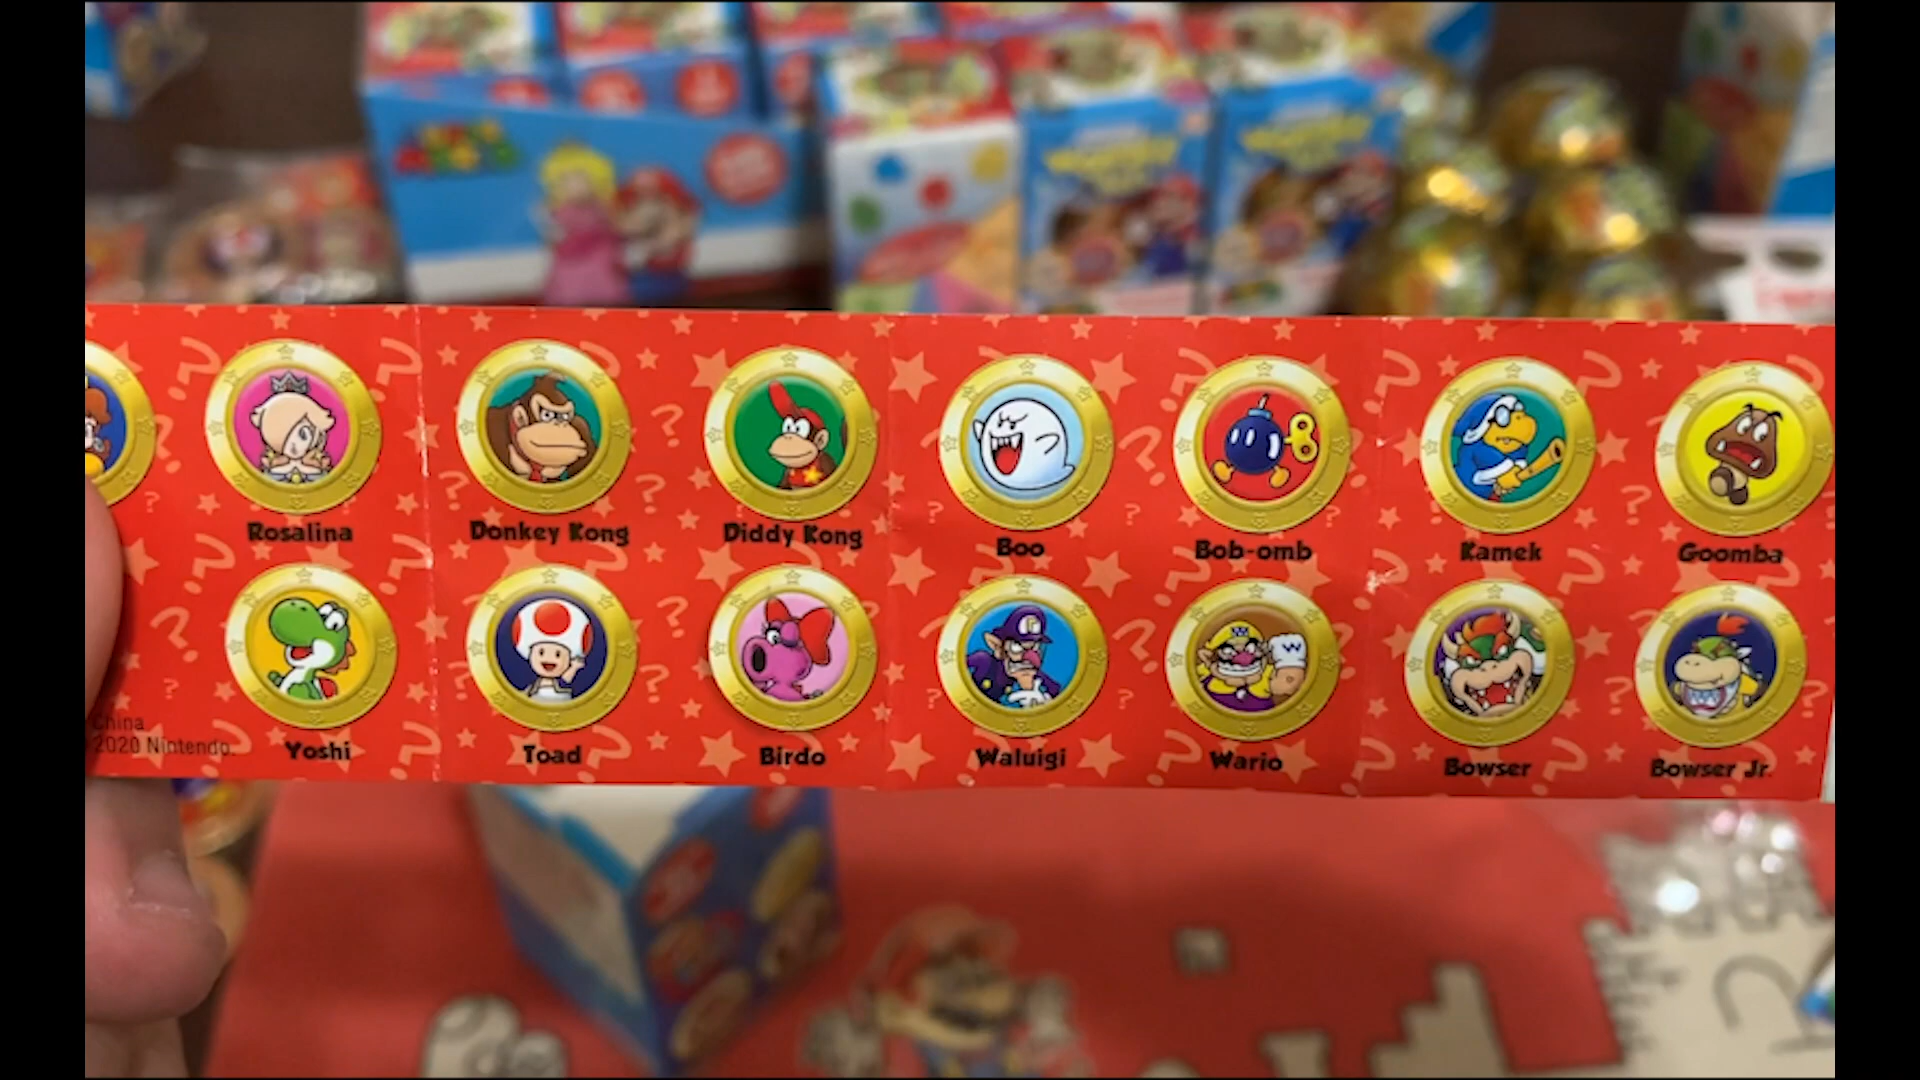 Rosalina
Donkey Kong
Diddy Kong
Boo
Bob-omb
Kamek
Goomba
Yoshi
Toad
Birdo
Waluigi
Wario
Bowser
Bowser Jr.
China
2020 Nintendo.